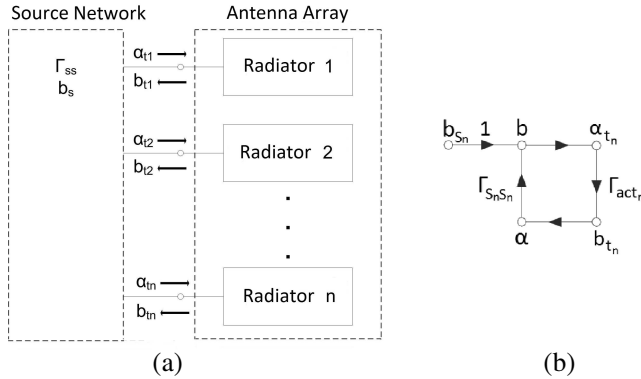 Source Network
Antenna Array
Γss
bs
αt1
bt1
Radiator 1
αt2
bt2
Radiator 2
αtn
btn
Radiator n
(a)
bSn 1 b αtn
ΓSnSn Γactn
α btn
(b)